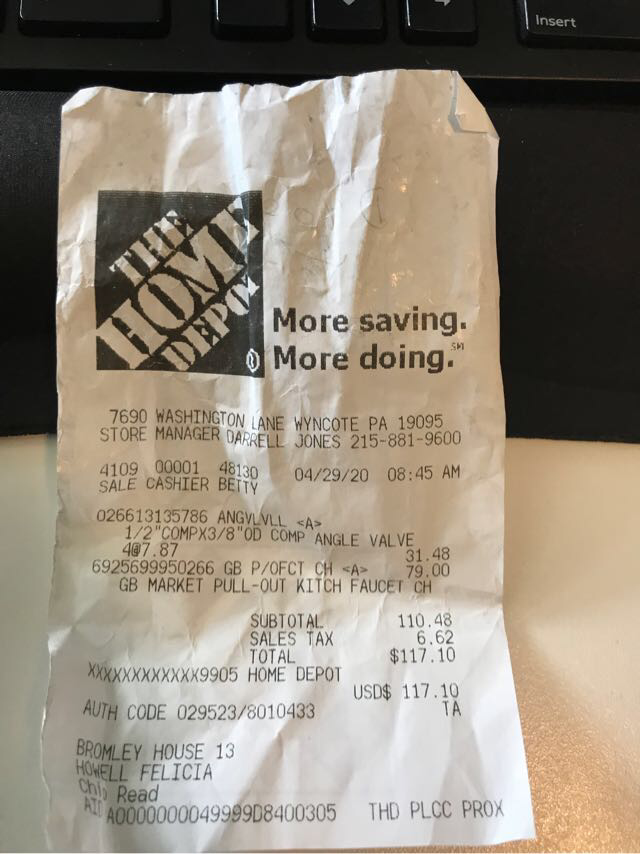 Insert
THE
HOME
DEPOT
®
More saving.
More doing.℠
7690 WASHINGTON LANE WYNCOTE PA 19095
STORE MANAGER DARRELL JONES 215-881-9600
4109 00001 48130 04/29/20 08:45 AM
SALE CASHIER BETTY
026613135786 ANGVLVLL <A>
1/2"COMPX3/8"OD COMP ANGLE VALVE
4@7.87 31.48
6925699950266 GB P/OFCT CH <A> 79.00
GB MARKET PULL-OUT KITCH FAUCET CH
SUBTOTAL 110.48
SALES TAX 6.62
TOTAL $117.10
XXXXXXXXXXXX9905 HOME DEPOT
USD$ 117.10
AUTH CODE 029523/8010433 TA
BROMLEY HOUSE 13
HOWELL FELICIA
Chip Read
AID A0000000049999D8400305 THD PLCC PROX